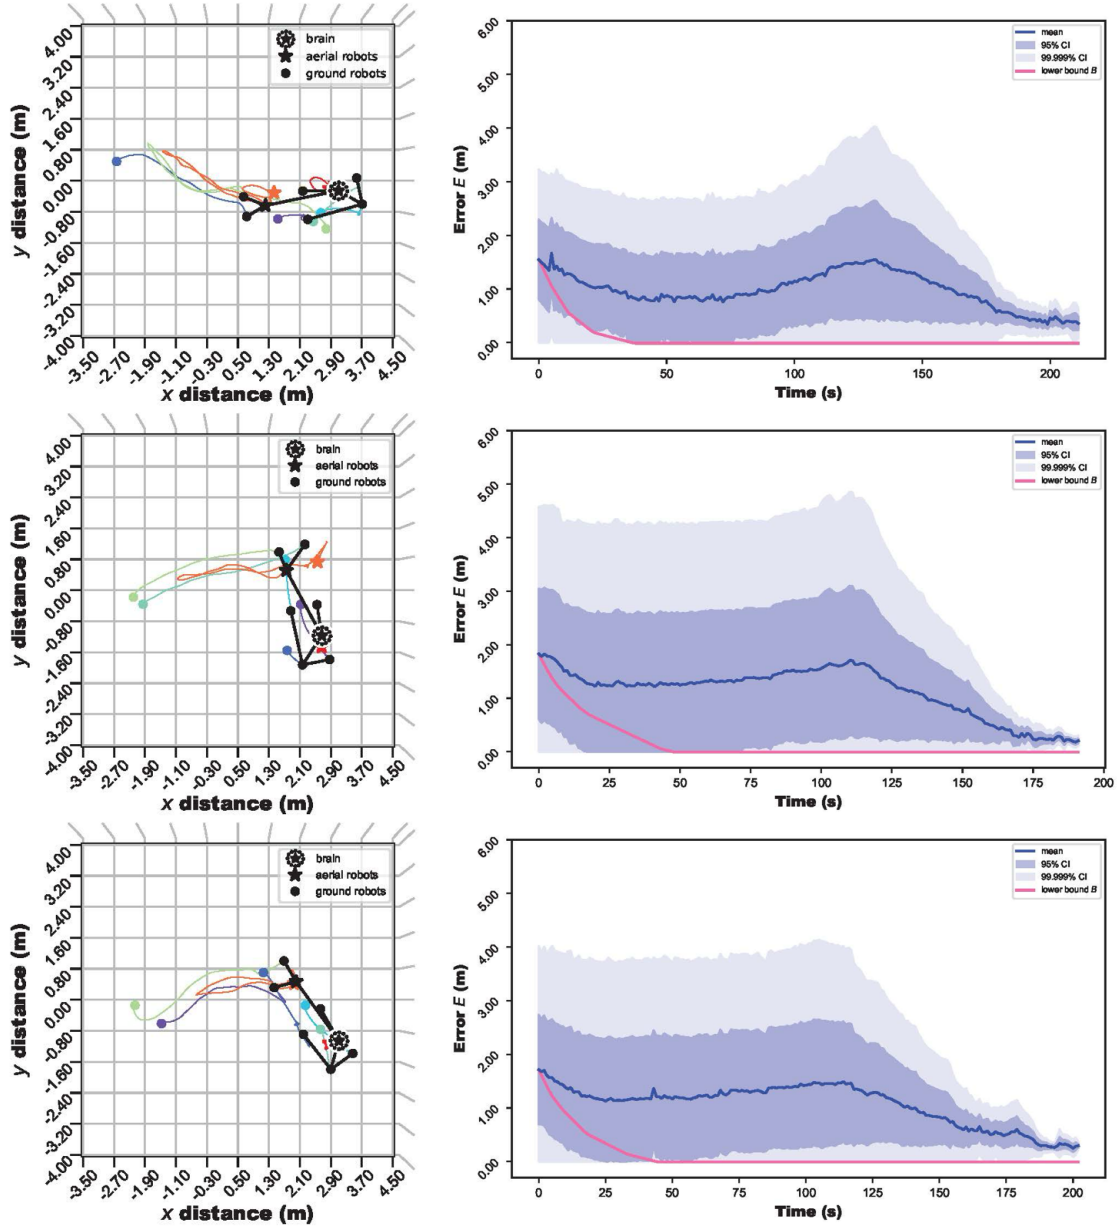 4.00
3.20
2.40
1.60
0.80
0.00
-0.80
-1.60
-2.40
-3.20
-4.00
y distance (m)
brain
aerial robots
ground robots
-3.50 -2.70 -1.90 -1.10 -0.30 0.50 1.30 2.10 2.90 3.70 4.50
x distance (m)
6.00
5.00
4.00
3.00
2.00
1.00
0.00
Error E (m)
mean
95% CI
99.999% CI
lower bound B
0 50 100 150 200
Time (s)
4.00
3.20
2.40
1.60
0.80
0.00
-0.80
-1.60
-2.40
-3.20
-4.00
y distance (m)
brain
aerial robots
ground robots
-3.50 -2.70 -1.90 -1.10 -0.30 0.50 1.30 2.10 2.90 3.70 4.50
x distance (m)
6.00
5.00
4.00
3.00
2.00
1.00
0.00
Error E (m)
mean
95% CI
99.999% CI
lower bound B
0 25 50 75 100 125 150 175 200
Time (s)
4.00
3.20
2.40
1.60
0.80
0.00
-0.80
-1.60
-2.40
-3.20
-4.00
y distance (m)
brain
aerial robots
ground robots
-3.50 -2.70 -1.90 -1.10 -0.30 0.50 1.30 2.10 2.90 3.70 4.50
x distance (m)
6.00
5.00
4.00
3.00
2.00
1.00
0.00
Error E (m)
mean
95% CI
99.999% CI
lower bound B
0 25 50 75 100 125 150 175 200
Time (s)